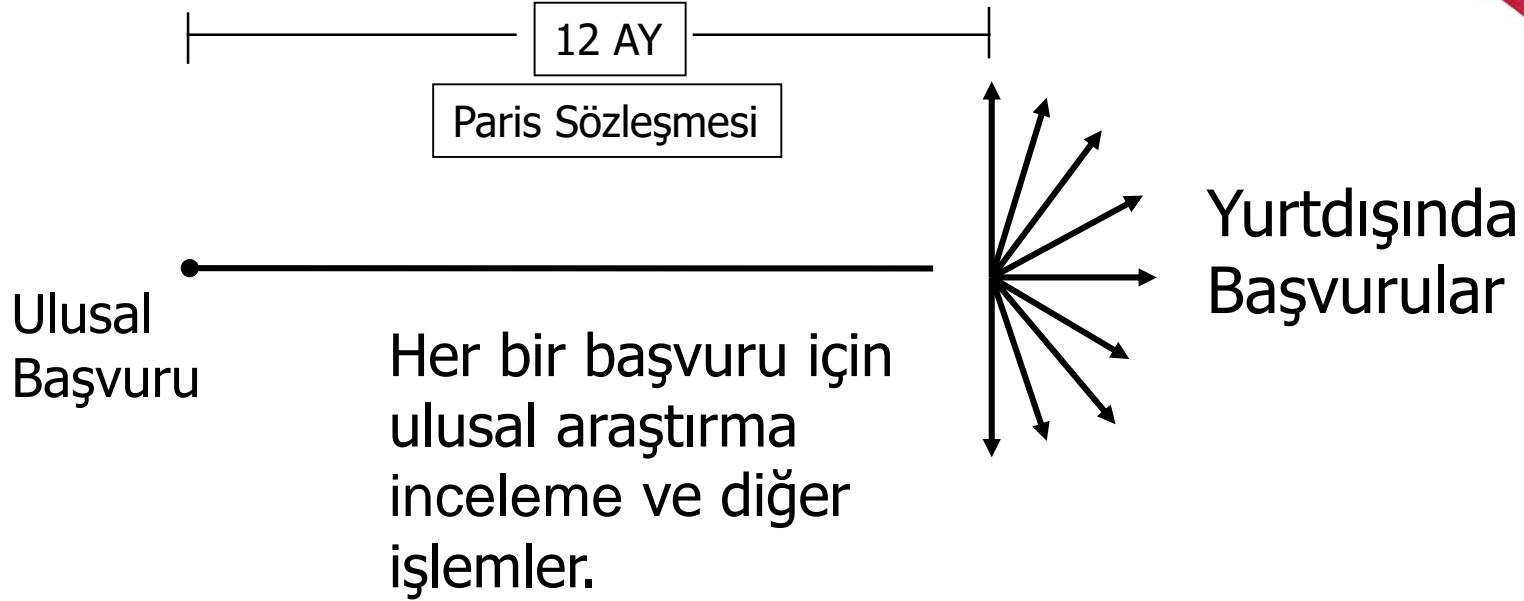 12 AY
Paris Sözleşmesi
Yurtdışında
Başvurular
Ulusal
Başvuru
Her bir başvuru için
ulusal araştırma
inceleme ve diğer
işlemler.